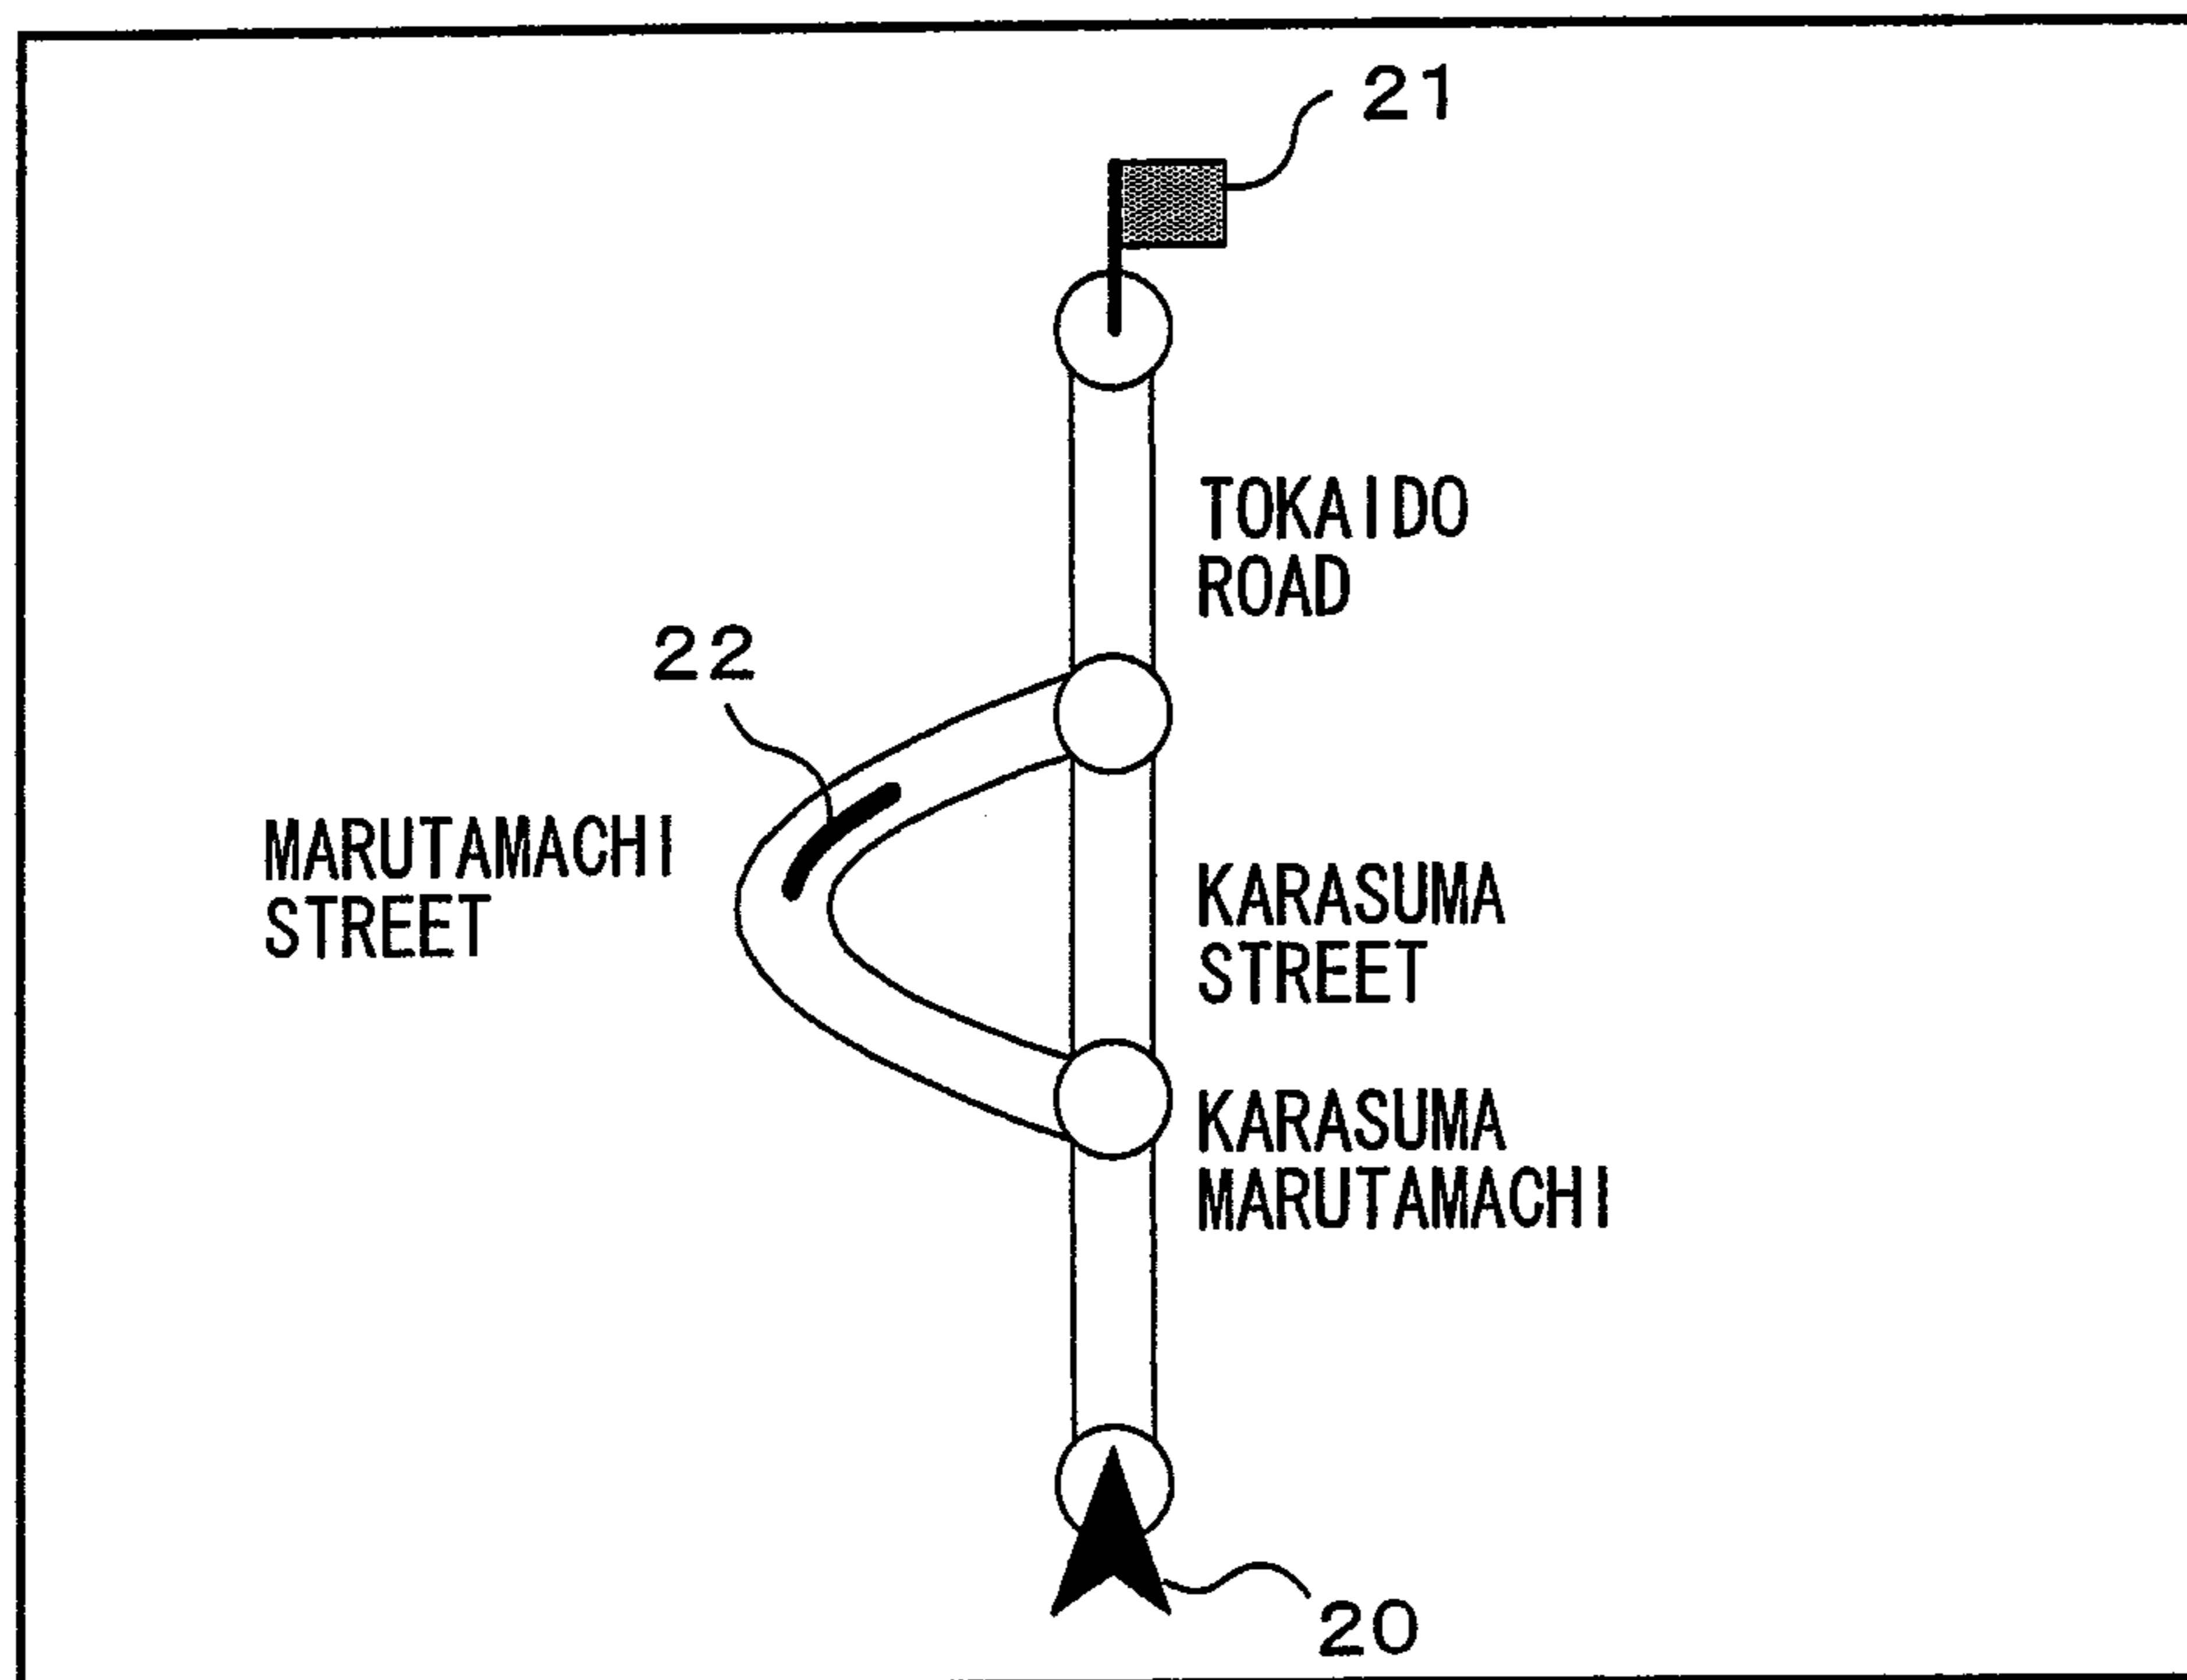 21
TOKAIDO
ROAD
22
MARUTAMACHI
STREET
KARASUMA
STREET
KARASUMA
MARUTAMACHI
20